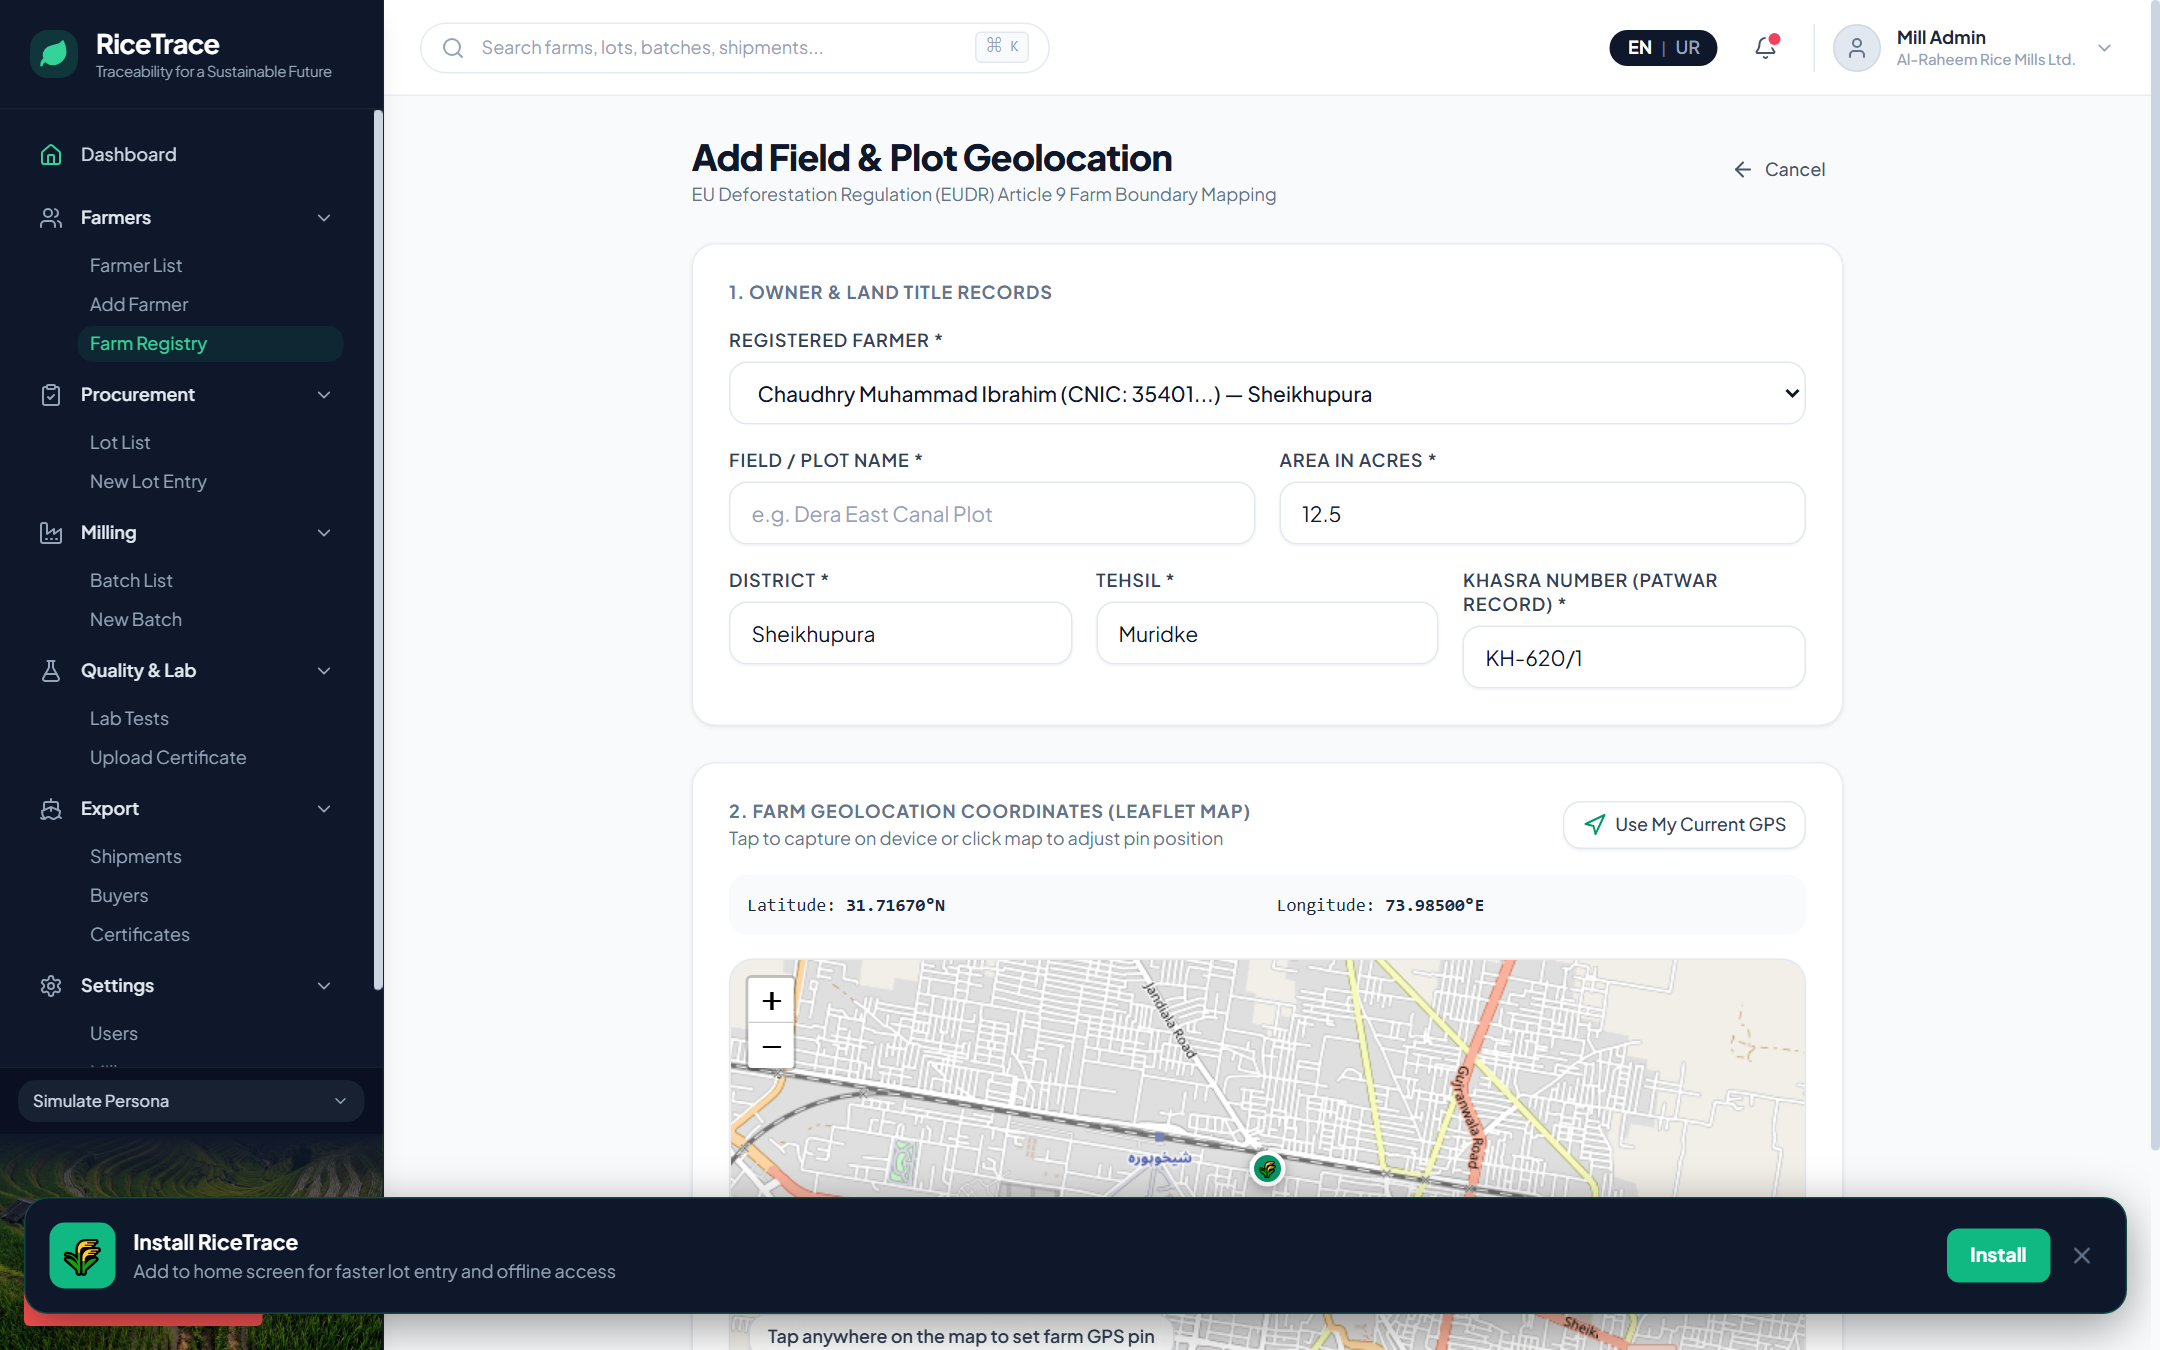 RiceTrace
Traceability for a Sustainable Future
Dashboard
Farmers
Farmer List
Add Farmer
Farm Registry
Procurement
Lot List
New Lot Entry
Milling
Batch List
New Batch
Quality & Lab
Lab Tests
Upload Certificate
Export
Shipments
Buyers
Certificates
Settings
Users
Simulate Persona
Search farms, lots, batches, shipments...
⌘ K
EN | UR
Mill Admin
Al-Raheem Rice Mills Ltd.
Add Field & Plot Geolocation
EU Deforestation Regulation (EUDR) Article 9 Farm Boundary Mapping
Cancel
1. OWNER & LAND TITLE RECORDS
REGISTERED FARMER *
Chaudhry Muhammad Ibrahim (CNIC: 35401...) — Sheikhupura
FIELD / PLOT NAME *
e.g. Dera East Canal Plot
AREA IN ACRES *
12.5
DISTRICT *
Sheikhupura
TEHSIL *
Muridke
KHASRA NUMBER (PATWAR
RECORD) *
KH-620/1
2. FARM GEOLOCATION COORDINATES (LEAFLET MAP)
Tap to capture on device or click map to adjust pin position
Use My Current GPS
Latitude: 31.71670°N
Longitude: 73.98500°E
+
−
Jandiala Road
Gujranwala Road
شیخوپورہ
Install RiceTrace
Add to home screen for faster lot entry and offline access
Install
Tap anywhere on the map to set farm GPS pin